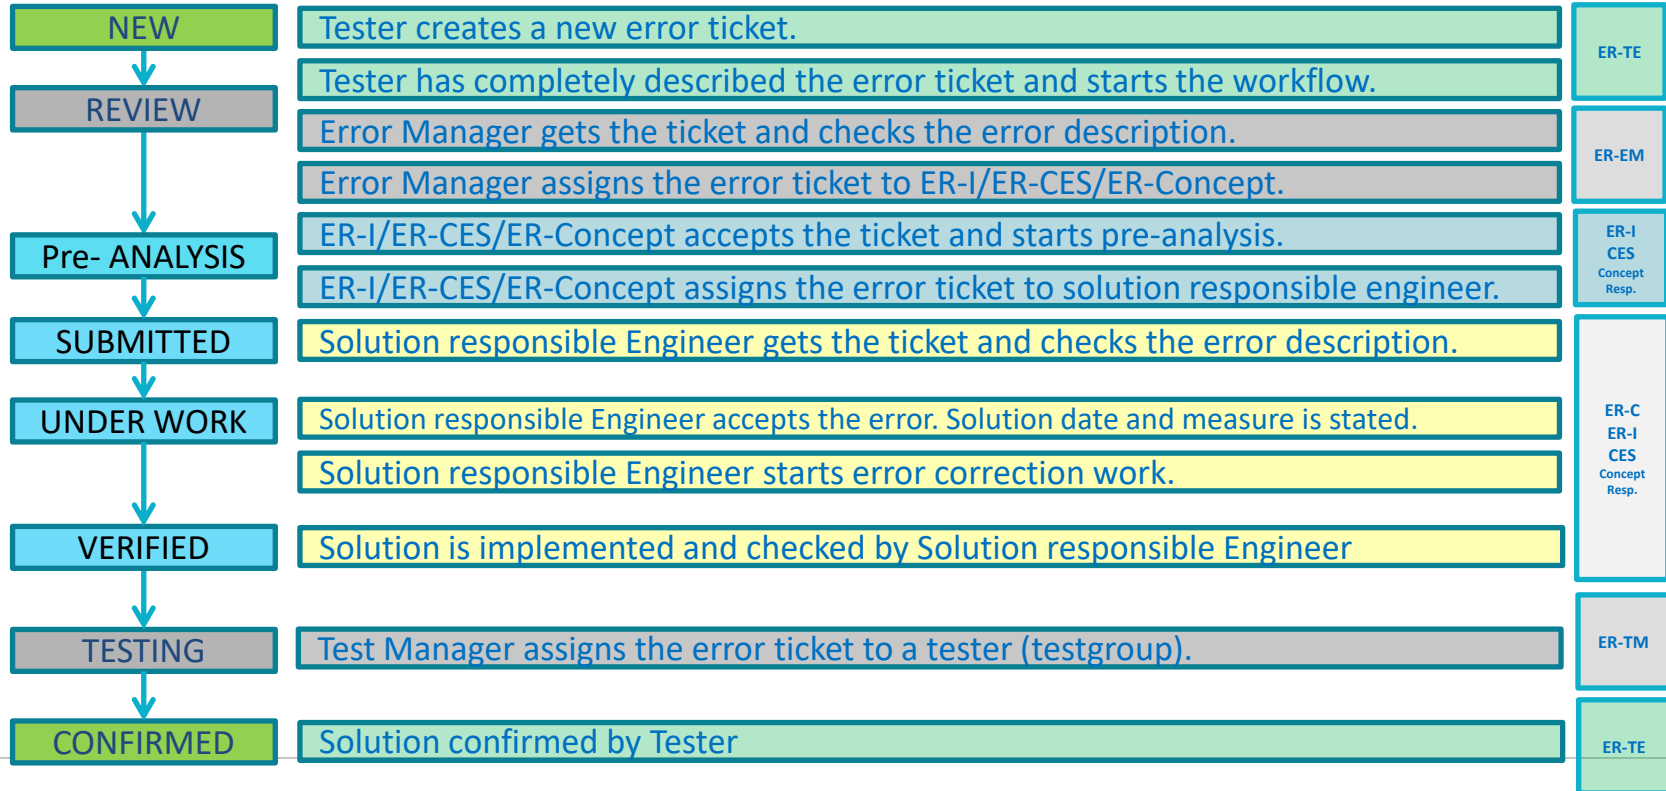 NEW
Tester creates a new error ticket.
ER-TE
Tester has completely described the error ticket and starts the workflow.
REVIEW
Error Manager gets the ticket and checks the error description.
ER-EM
Error Manager assigns the error ticket to ER-I/ER-CES/ER-Concept.
Pre- ANALYSIS
ER-I/ER-CES/ER-Concept accepts the ticket and starts pre-analysis.
ER-I
CES
Concept
Resp.
ER-I/ER-CES/ER-Concept assigns the error ticket to solution responsible engineer.
SUBMITTED
Solution responsible Engineer gets the ticket and checks the error description.
UNDER WORK
Solution responsible Engineer accepts the error. Solution date and measure is stated.
ER-C
ER-I
CES
Concept
Resp.
Solution responsible Engineer starts error correction work.
VERIFIED
Solution is implemented and checked by Solution responsible Engineer
TESTING
Test Manager assigns the error ticket to a tester (testgroup).
ER-TM
CONFIRMED
Solution confirmed by Tester
ER-TE